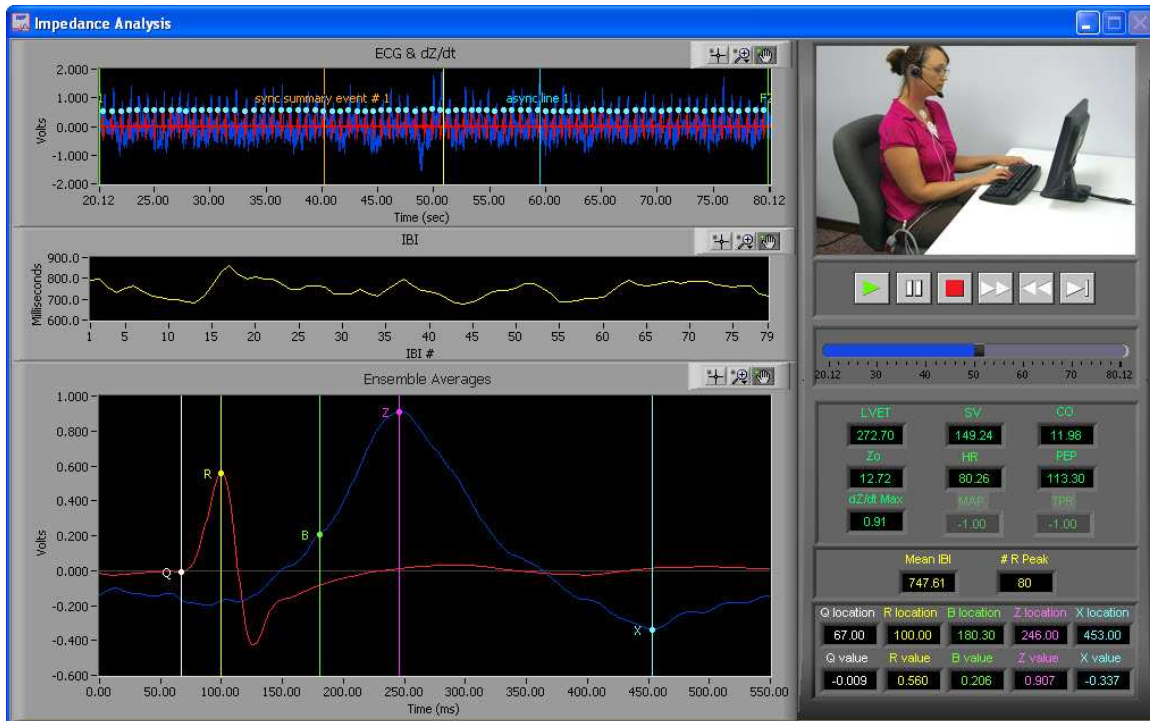 Impedance Analysis
ECG & dZ/dt
2.000
1.000
0.000
-1.000
-2.000
Volts
sync summary event # 1
async line 1
20.12 25.00 30.00 35.00 40.00 45.00 50.00 55.00 60.00 65.00 70.00 75.00 80.12
Time (sec)
IBI
900.0
800.0
700.0
600.0
Milliseconds
1 5 10 15 20 25 30 35 40 45 50 55 60 65 70 79
IBI #
Ensemble Averages
1.000
0.800
0.600
0.400
0.200
0.000
-0.200
-0.400
-0.600
Volts
Q
R
B
Z
X
0.00 50.00 100.00 150.00 200.00 250.00 300.00 350.00 400.00 450.00 500.00 550.00
Time (ms)
20.12 30 40 50 60 70 80.12
LVET SV CO
272.70 149.24 11.98
Zo HR PEP
12.72 80.26 113.30
dZ/dt Max MAP TPR
0.91 -1.00 -1.00
Mean IBI # R Peak
747.61 80
Q location R location B location Z location X location
67.00 100.00 180.30 246.00 453.00
Q value R value B value Z value X value
-0.009 0.560 0.206 0.907 -0.337